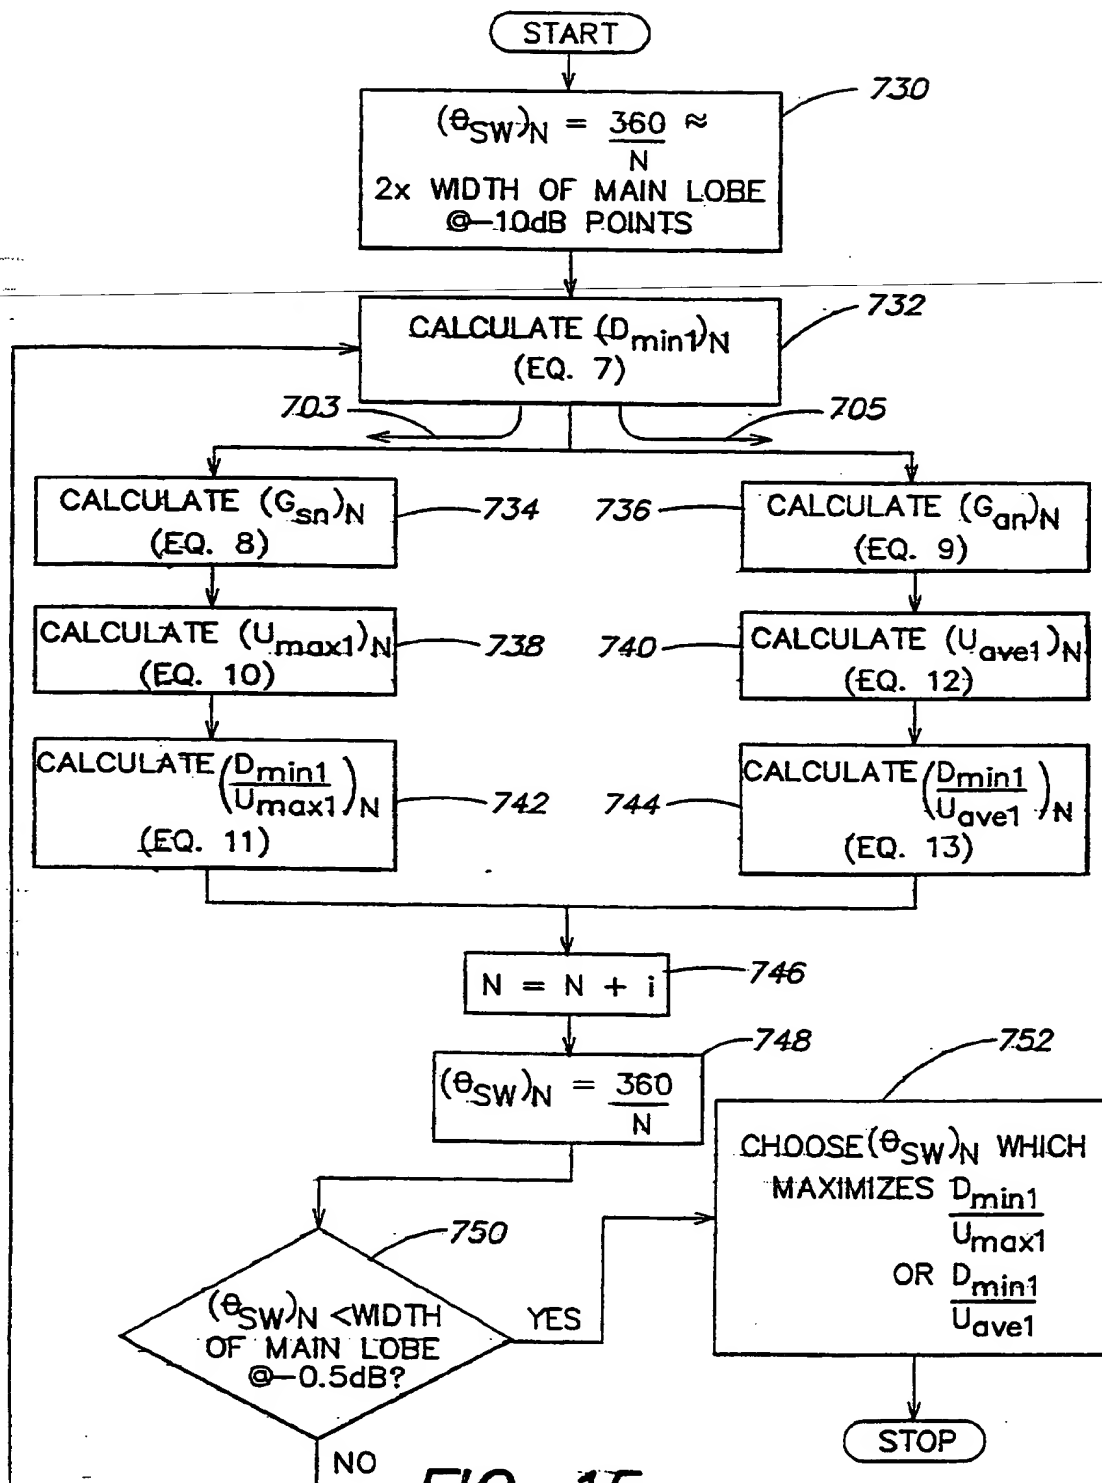 START
730
(θSW)N = 360/N ≈
2x WIDTH OF MAIN LOBE
@-10dB POINTS
732
CALCULATE (Dmin1)N
(EQ. 7)
703
705
CALCULATE (Gsn)N
(EQ. 8)
734
736
CALCULATE (Gan)N
(EQ. 9)
CALCULATE (Umax1)N
(EQ. 10)
738
740
CALCULATE (Uave1)N
(EQ. 12)
CALCULATE (Dmin1/Umax1)N
(EQ. 11)
742
744
CALCULATE (Dmin1/Uave1)N
(EQ. 13)
N = N + i
746
(θSW)N = 360/N
748
752
CHOOSE (θSW)N WHICH
MAXIMIZES Dmin1/Umax1
OR Dmin1/Uave1
750
(θSW)N <WIDTH
OF MAIN LOBE
@-0.5dB?
YES
STOP
NO
FIG. 15